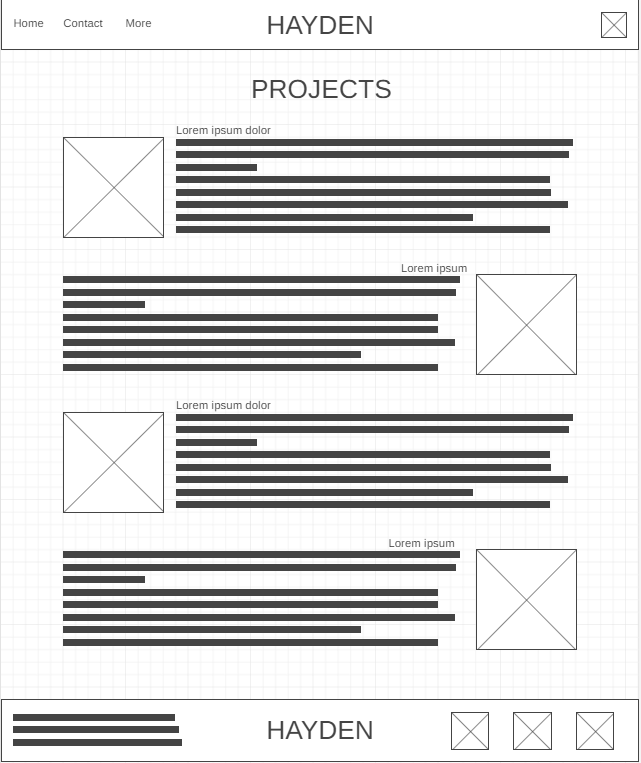 Home Contact More HAYDEN
PROJECTS
Lorem ipsum dolor
Lorem ipsum
Lorem ipsum dolor
Lorem ipsum
HAYDEN